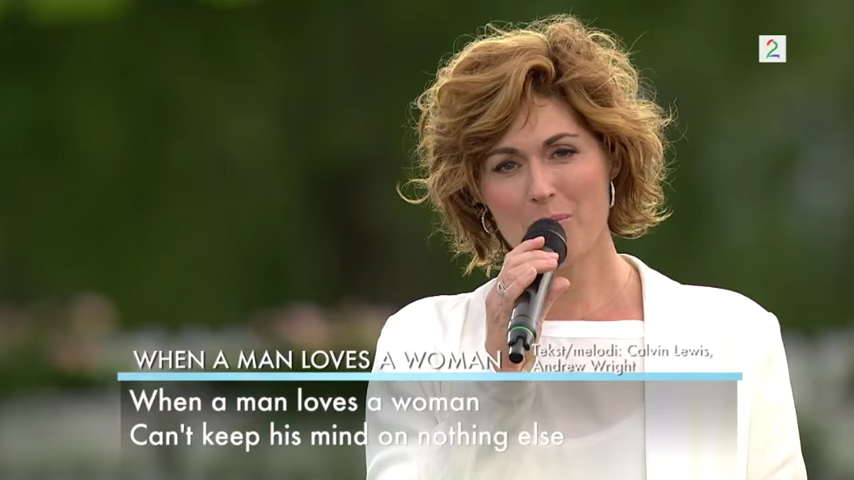 2
WHEN A MAN LOVES A WOMAN
Tekst/melodi: Calvin Lewis,
Andrew Wright
When a man loves a woman
Can't keep his mind on nothing else